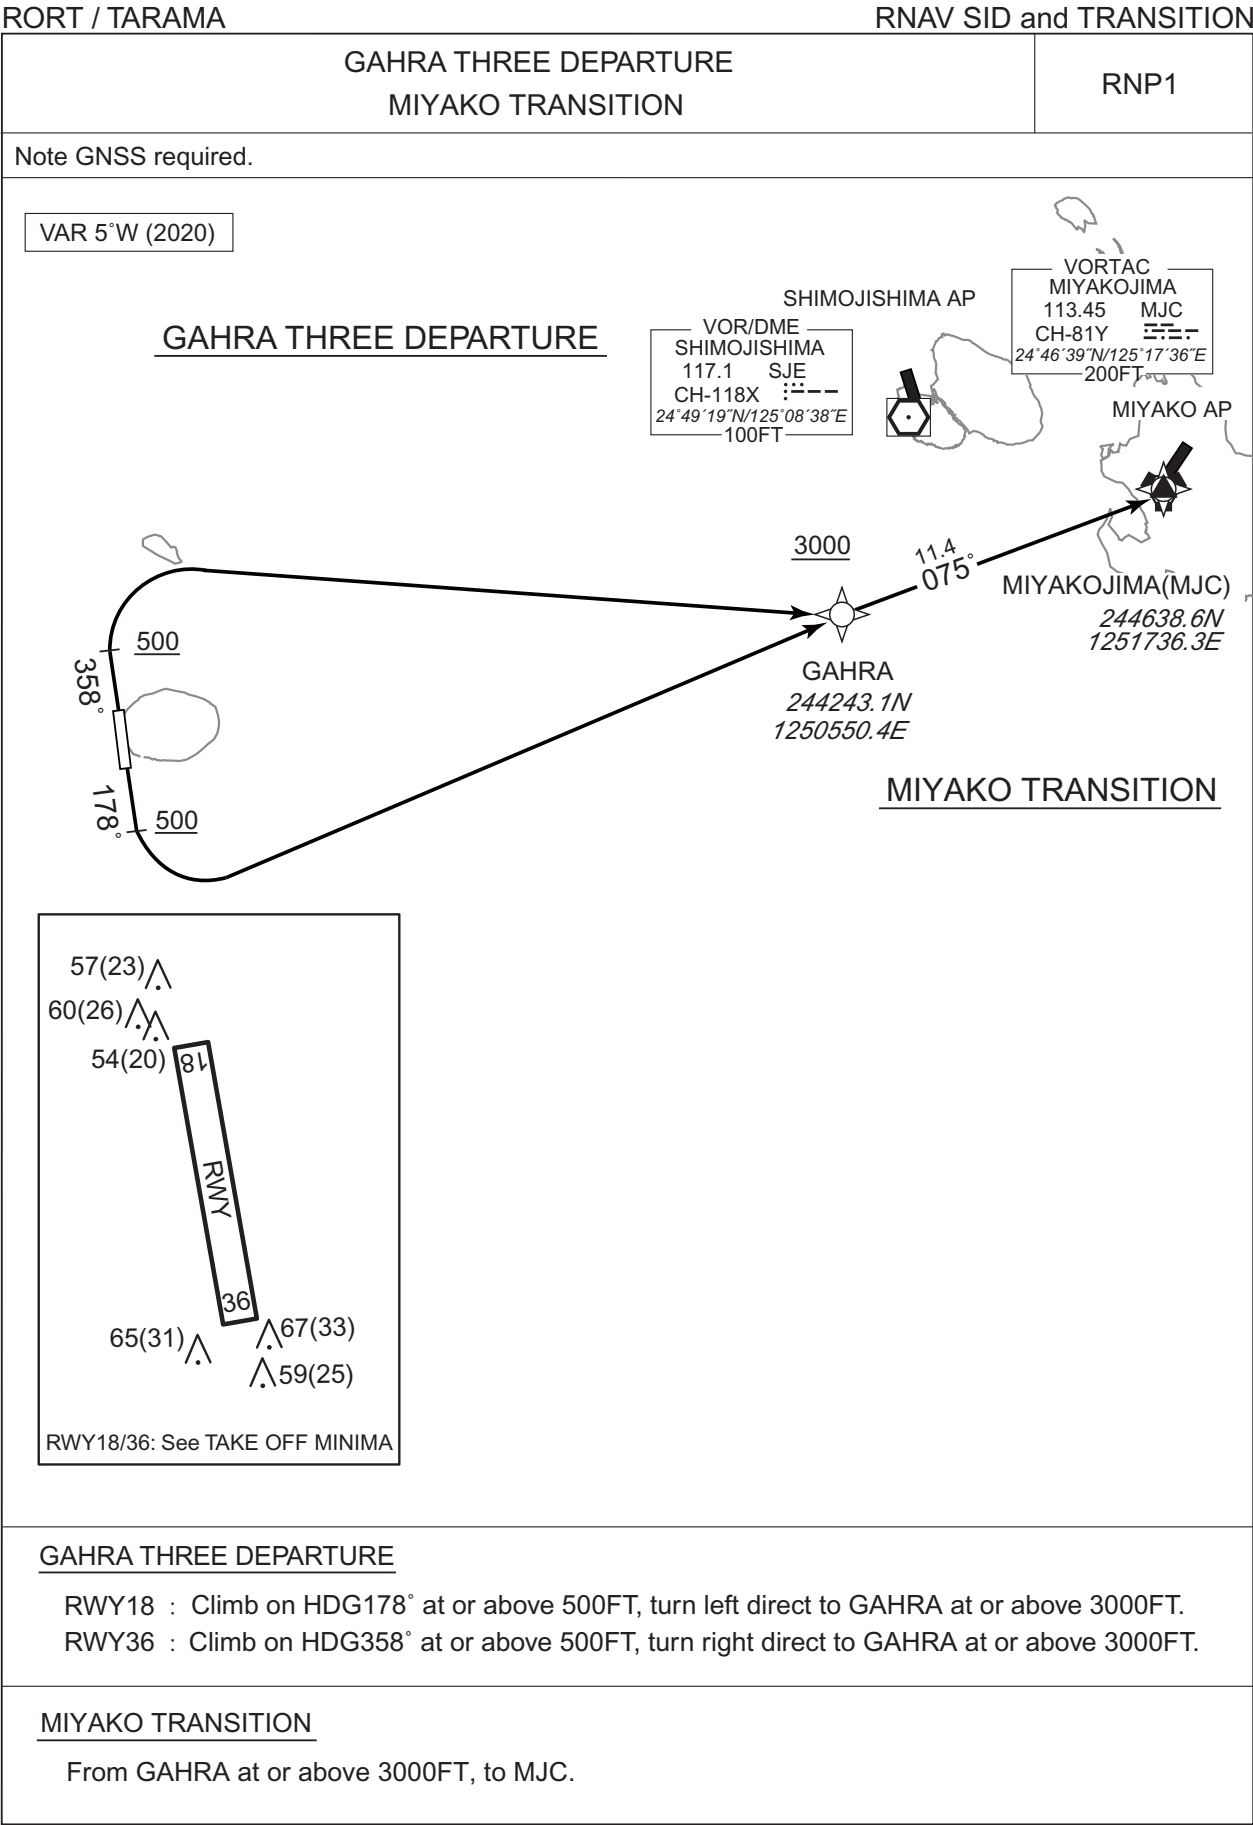 RORT / TARAMA
RNAV SID and TRANSITION
GAHRA THREE DEPARTURE
MIYAKO TRANSITION
RNP1
Note GNSS required.
VAR 5˚W (2020)
GAHRA THREE DEPARTURE
SHIMOJISHIMA AP
VOR/DME
SHIMOJISHIMA
117.1 SJE
CH-118X
24˚49´19˝N/125˚08´38˝E
100FT
VORTAC
MIYAKOJIMA
113.45 MJC
CH-81Y
24˚46´39˝N/125˚17´36˝E
200FT
MIYAKO AP
3000
11.4
075˚
MIYAKOJIMA(MJC)
244638.6N
1251736.3E
500
358˚
GAHRA
244243.1N
1250550.4E
178˚
500
MIYAKO TRANSITION
57(23)
60(26)
54(20)
18
RWY
36
65(31)
67(33)
59(25)
RWY18/36: See TAKE OFF MINIMA
GAHRA THREE DEPARTURE
RWY18 : Climb on HDG178˚ at or above 500FT, turn left direct to GAHRA at or above 3000FT.
RWY36 : Climb on HDG358˚ at or above 500FT, turn right direct to GAHRA at or above 3000FT.
MIYAKO TRANSITION
From GAHRA at or above 3000FT, to MJC.